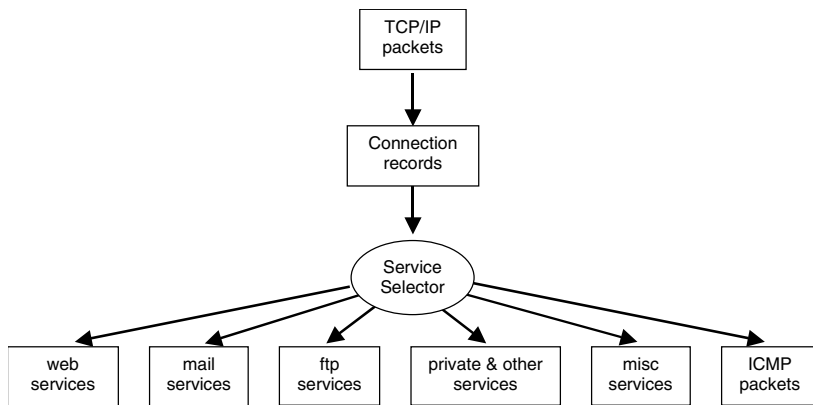 TCP/IP
packets
Connection
records
Service
Selector
web
services
mail
services
ftp
services
private & other
services
misc
services
ICMP
packets